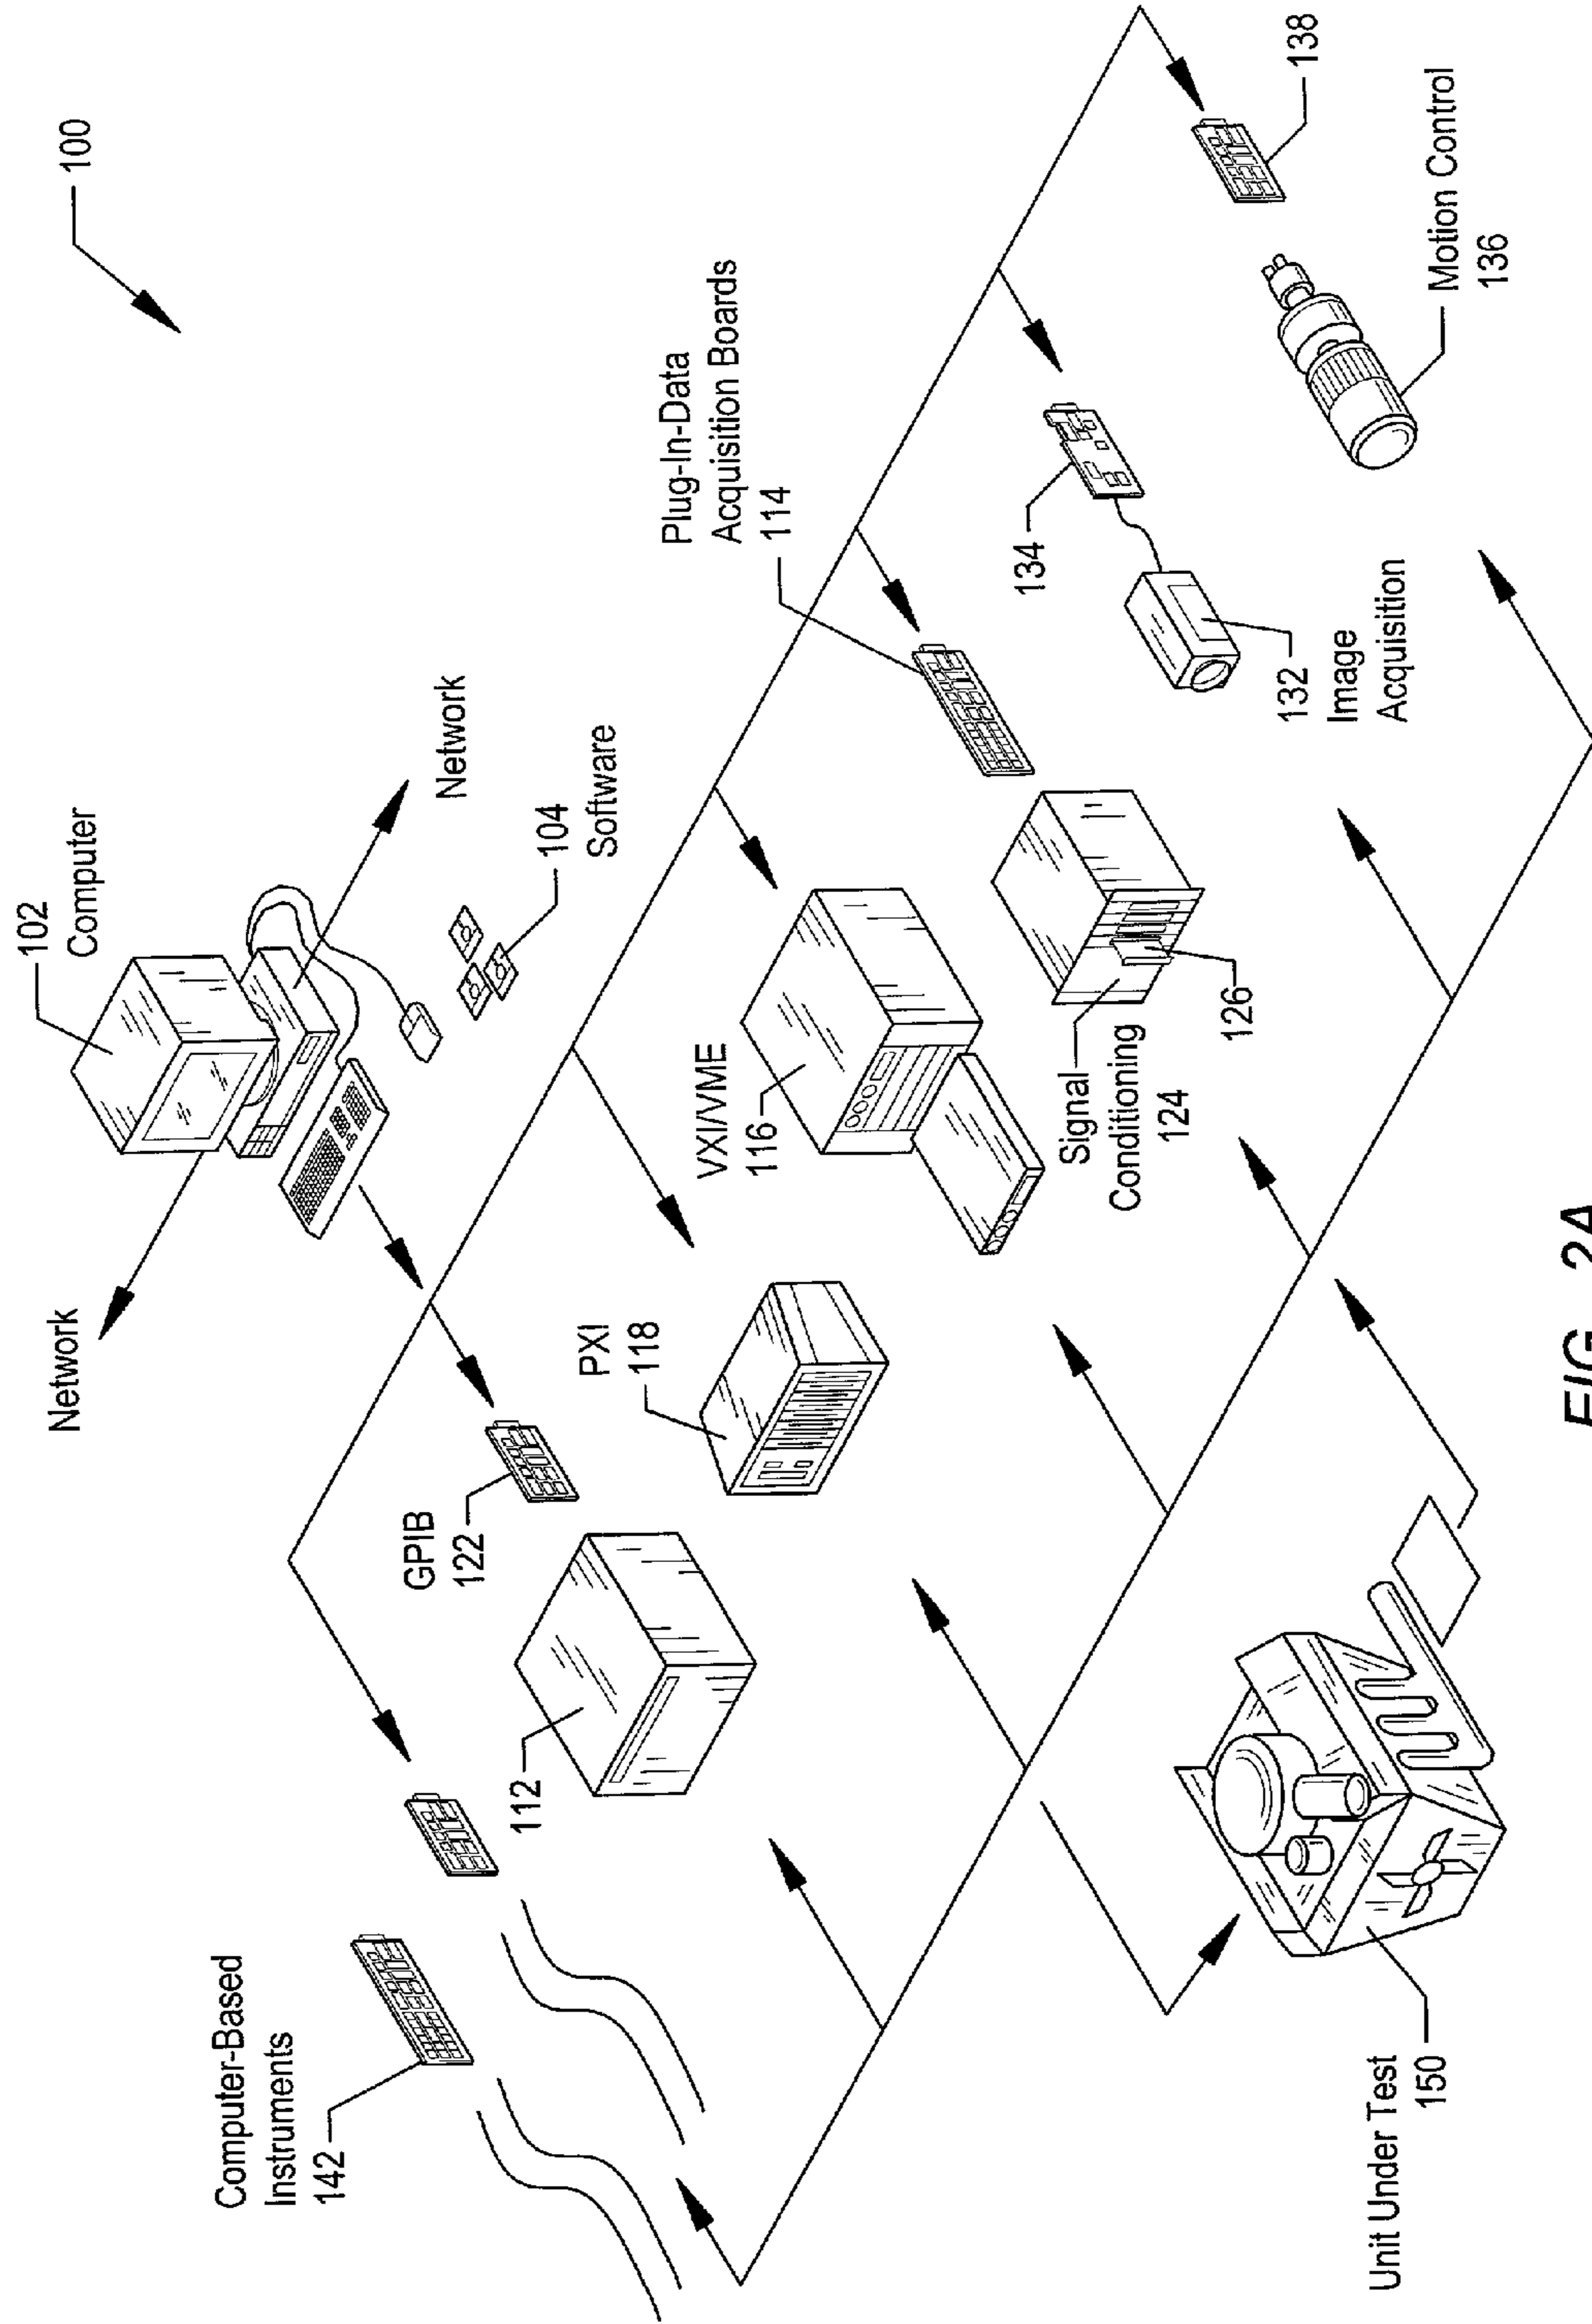 100
102
Computer
Network
Network
104
Software
Computer-Based
Instruments
142
GPIB
122
112
PXI
118
VXI/VME
116
Plug-In-Data
Acquisition Boards
114
Signal
Conditioning
124
126
134
132
Image
Acquisition
138
Motion Control
136
Unit Under Test
150
FIG. 2A